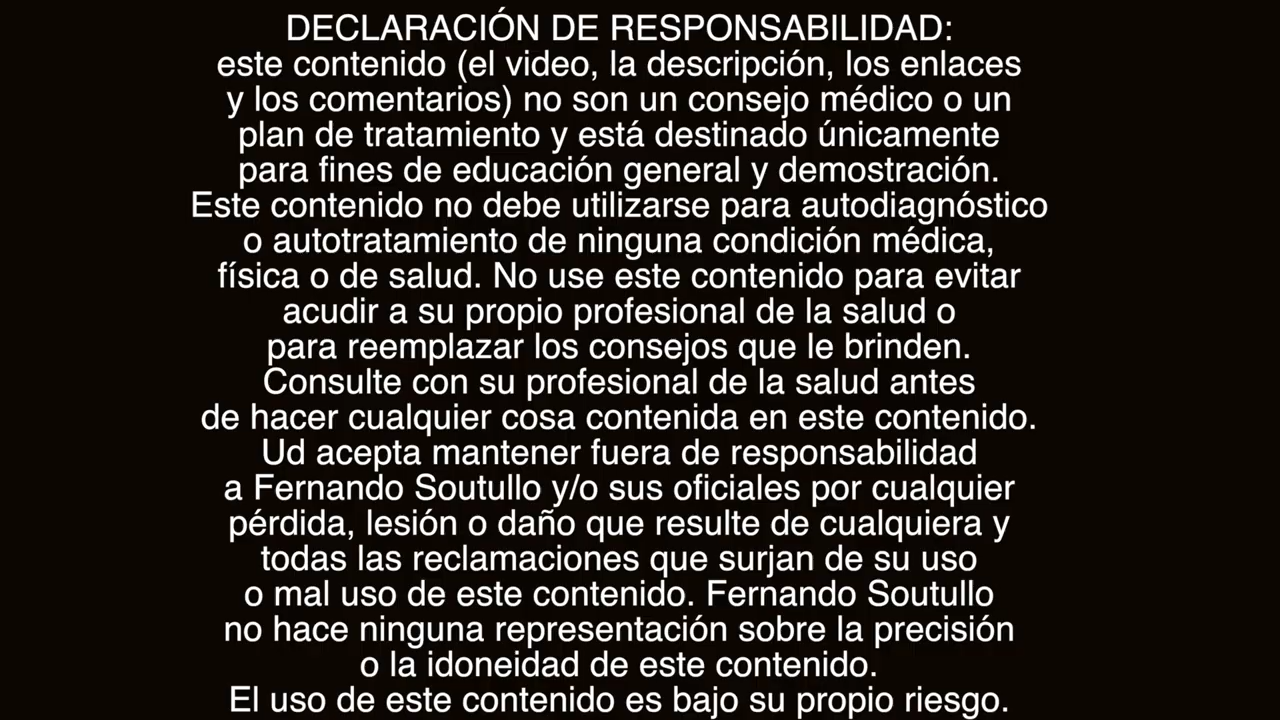 DECLARACIÓN DE RESPONSABILIDAD:
este contenido (el video, la descripción, los enlaces
y los comentarios) no son un consejo médico o un
plan de tratamiento y está destinado únicamente
para fines de educación general y demostración.
Este contenido no debe utilizarse para autodiagnóstico
o autotratamiento de ninguna condición médica,
física o de salud. No use este contenido para evitar
acudir a su propio profesional de la salud o
para reemplazar los consejos que le brinden.
Consulte con su profesional de la salud antes
de hacer cualquier cosa contenida en este contenido.
Ud acepta mantener fuera de responsabilidad
a Fernando Soutullo y/o sus oficiales por cualquier
pérdida, lesión o daño que resulte de cualquiera y
todas las reclamaciones que surjan de su uso
o mal uso de este contenido. Fernando Soutullo
no hace ninguna representación sobre la precisión
o la idoneidad de este contenido.
El uso de este contenido es bajo su propio riesgo.